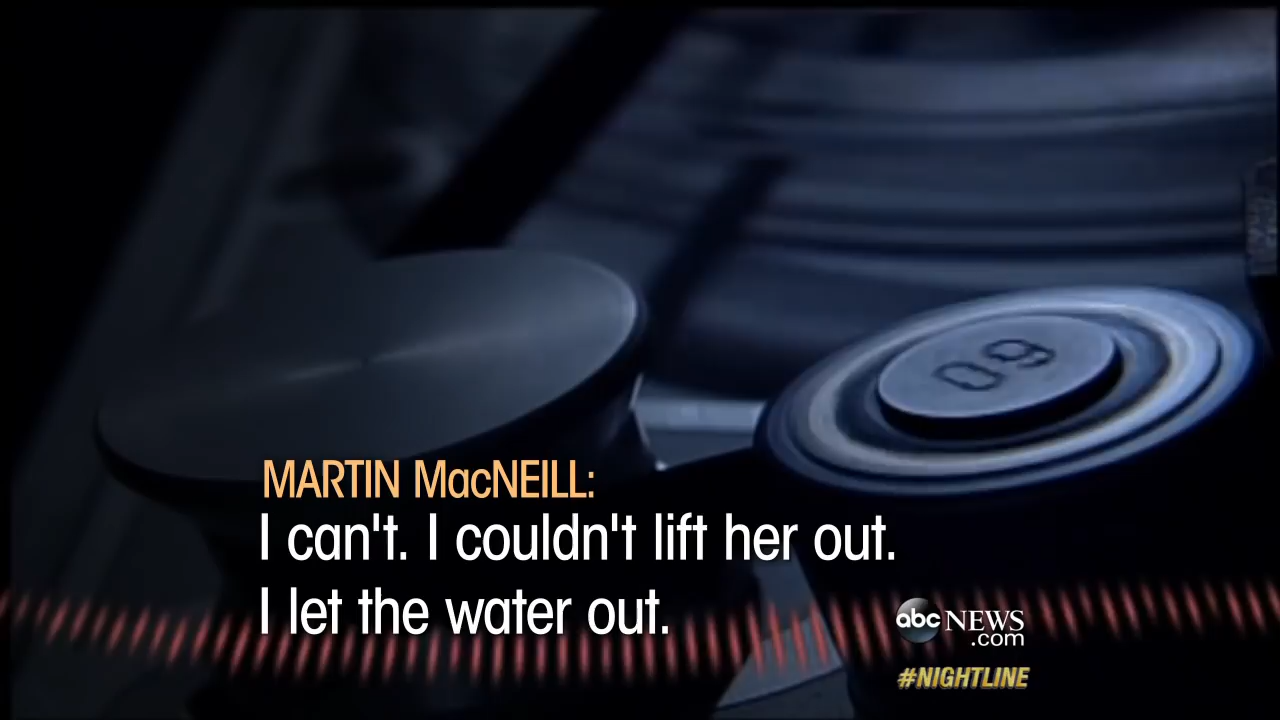 09
MARTIN MacNEILL:
I can't. I couldn't lift her out.
I let the water out.
abc NEWS
.com
#NIGHTLINE